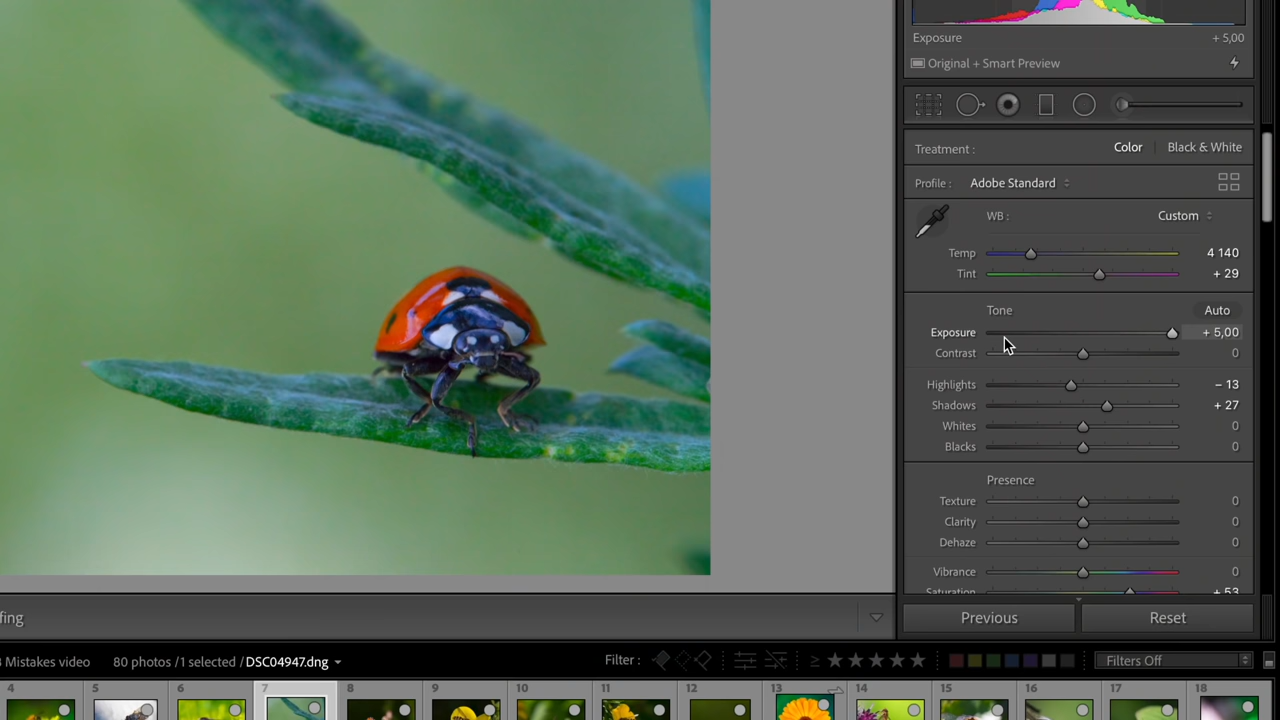 Exposure + 5,00
Original + Smart Preview
Treatment : Color Black & White
Profile : Adobe Standard
WB : Custom
Temp 4 140
Tint + 29
Tone Auto
Exposure + 5,00
Contrast 0
Highlights – 13
Shadows + 27
Whites 0
Blacks 0
Presence
Texture 0
Clarity 0
Dehaze 0
Vibrance 0
Saturation + 53
fing
Previous Reset
Mistakes video 80 photos /1 selected /DSC04947.dng Filter : ≥ Filters Off
4 5 6 7 8 9 10 11 12 13 14 15 16 17 18